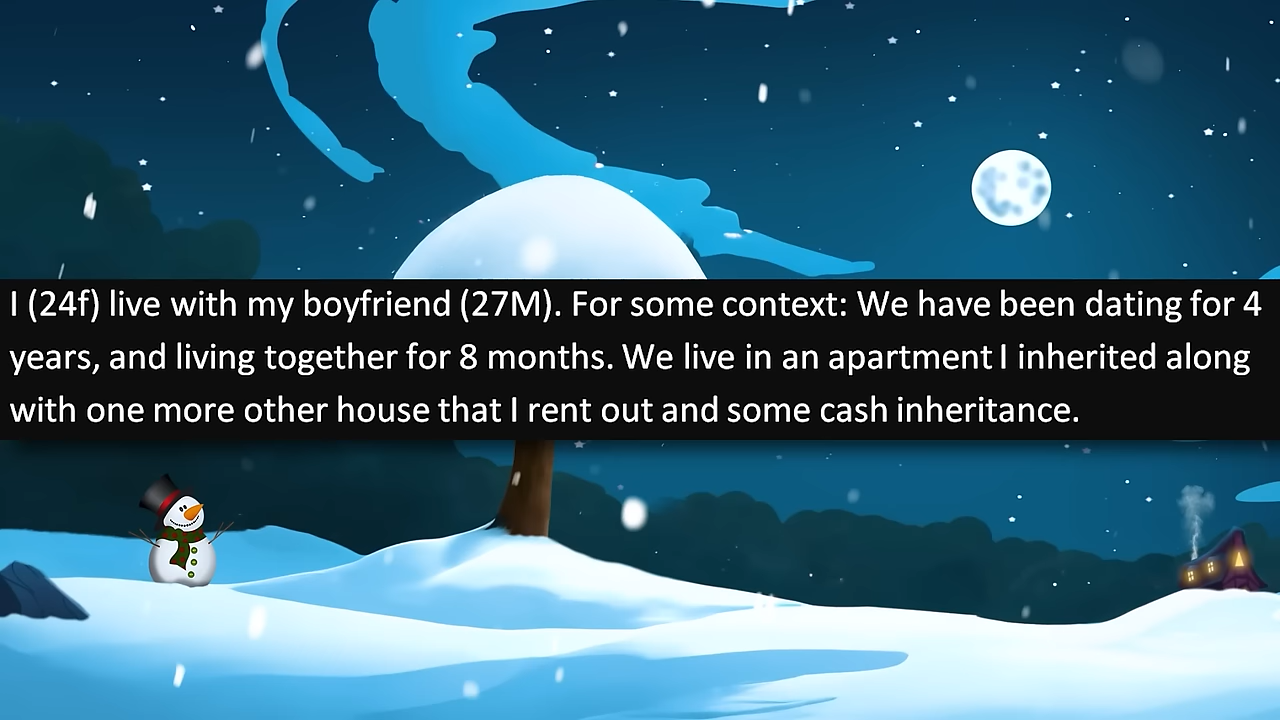 I (24f) live with my boyfriend (27M). For some context: We have been dating for 4
years, and living together for 8 months. We live in an apartment I inherited along
with one more other house that I rent out and some cash inheritance.